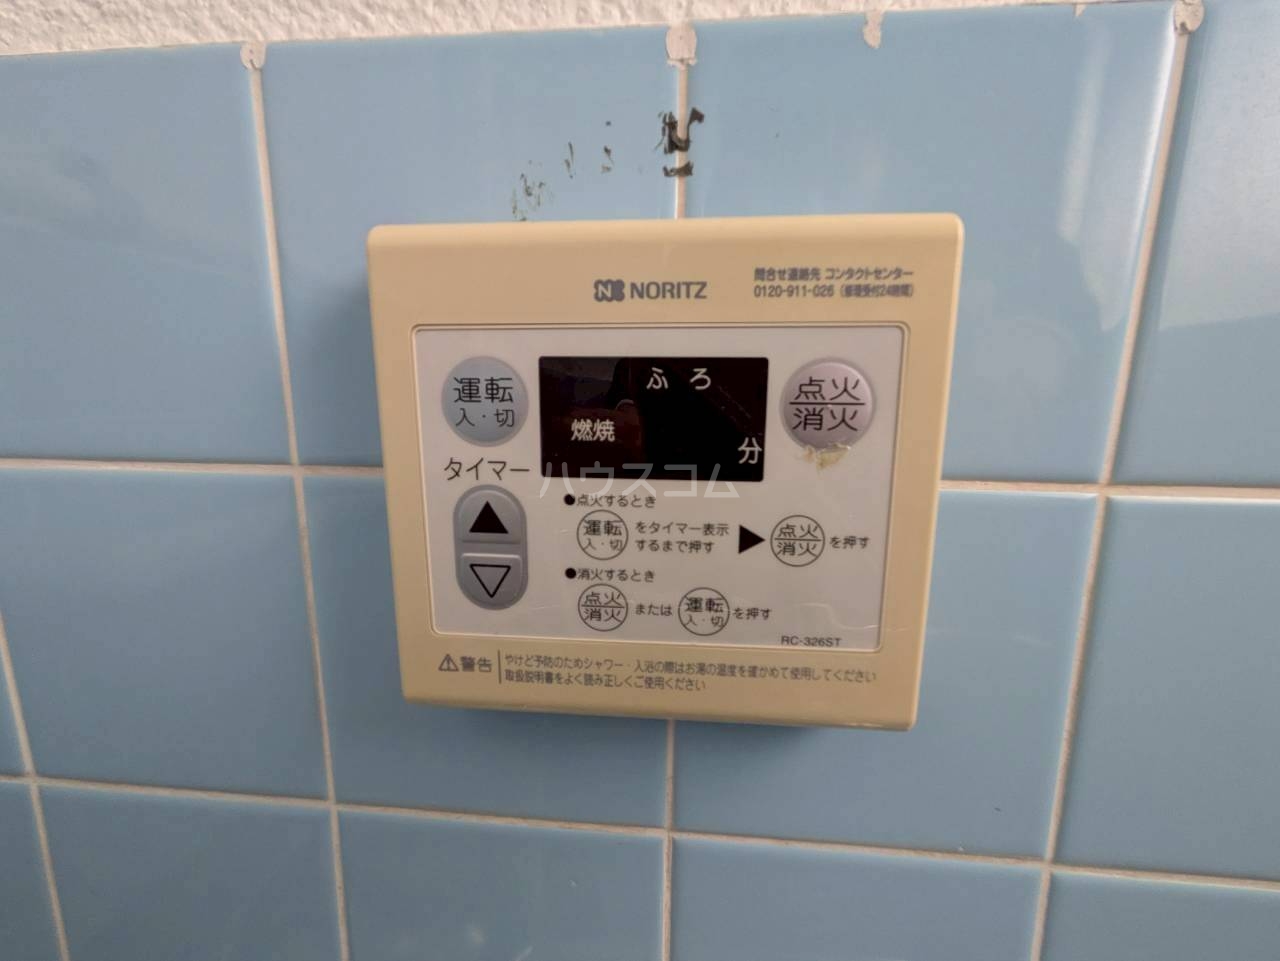 NORITZ
問合せ連絡先 コンタクトセンター
0120-911-026 (修理受付24時間)
運転
入・切
ふろ
燃焼
分
点火
消火
タイマー
ハウスコム
●点火するとき
運転
入・切
をタイマー表示
するまで押す
▶
点火
消火
を押す
●消火するとき
点火
消火
または
運転
入・切
を押す
RC-326ST
⚠警告
やけど予防のためシャワー・入浴の際はお湯の温度を確かめて使用してください
取扱説明書をよく読み正しくご使用ください